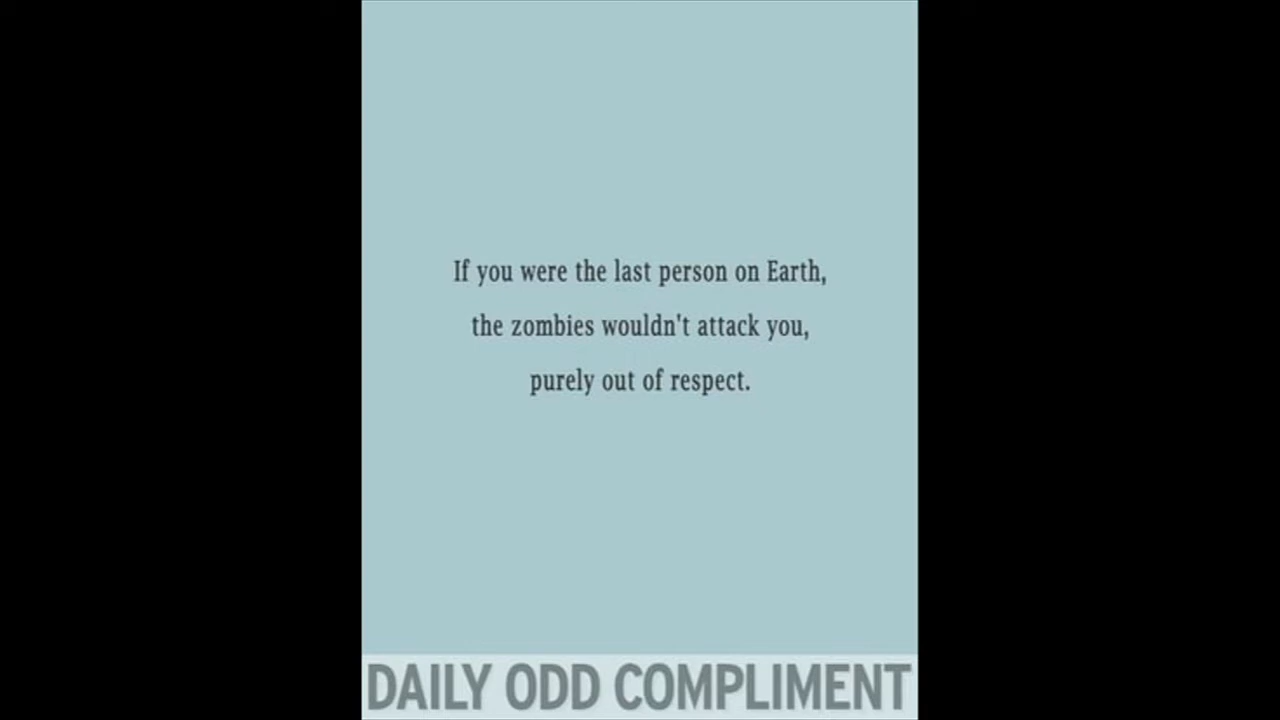 If you were the last person on Earth,
the zombies wouldn't attack you,
purely out of respect.
DAILY ODD COMPLIMENT